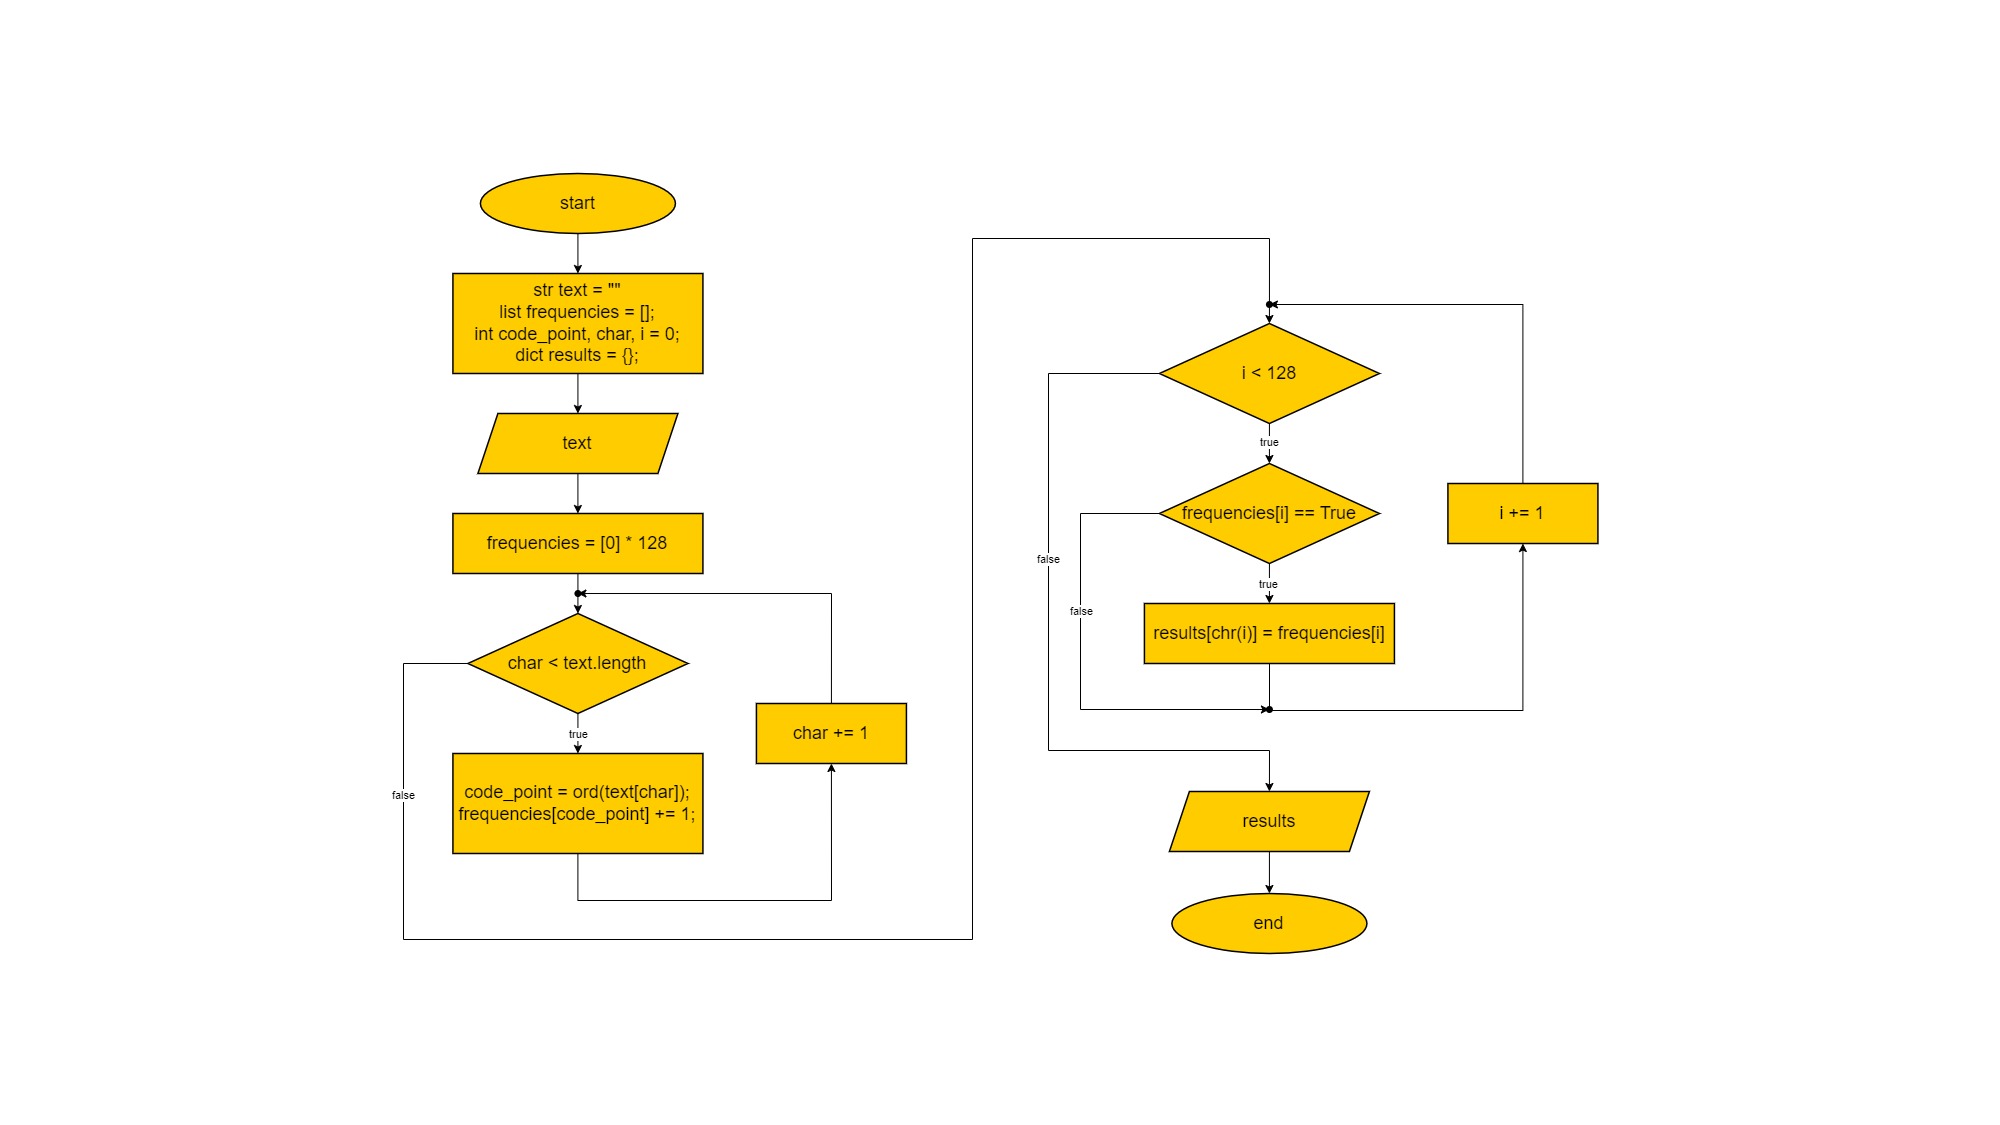 start
str text = ""
list frequencies = [];
int code_point, char, i = 0;
dict results = {};
text
frequencies = [0] * 128
char < text.length
true
false
char += 1
code_point = ord(text[char]);
frequencies[code_point] += 1;
i < 128
true
false
frequencies[i] == True
true
false
i += 1
results[chr(i)] = frequencies[i]
results
end